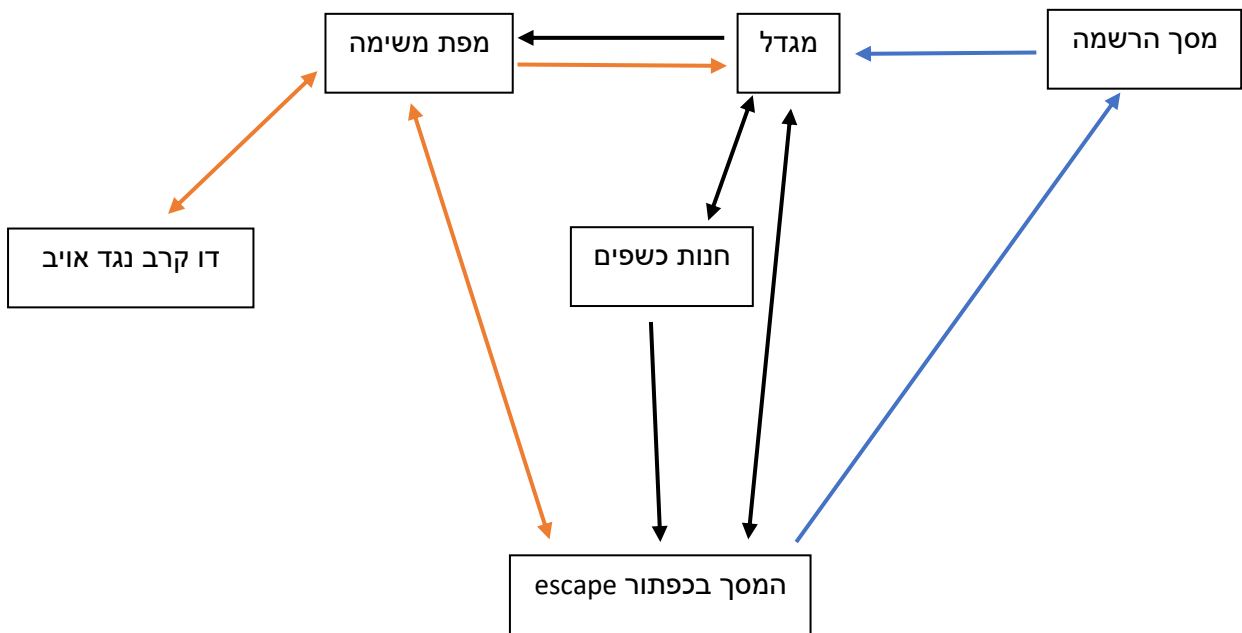 מסך הרשמה
מגדל
מפת משימה
חנות כשפים
דו קרב נגד אויב
המסך בכפתור escape